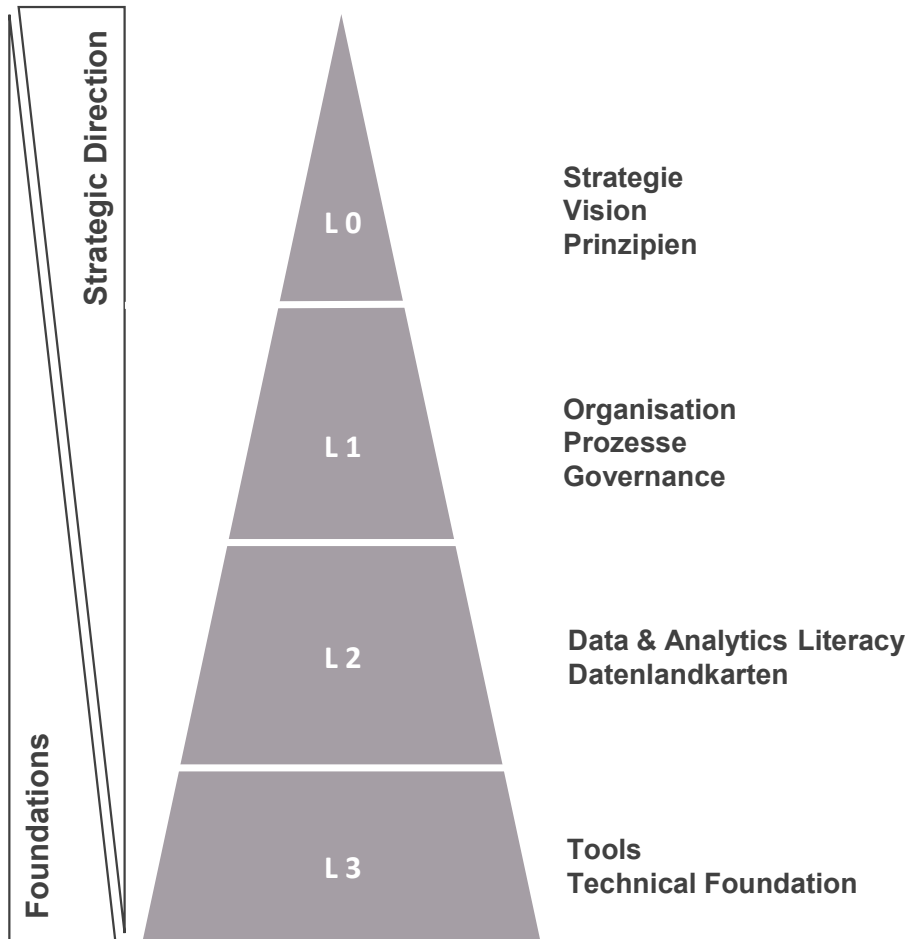 Strategic Direction
Foundations
L 0
Strategie
Vision
Prinzipien
L 1
Organisation
Prozesse
Governance
L 2
Data & Analytics Literacy
Datenlandkarten
L 3
Tools
Technical Foundation